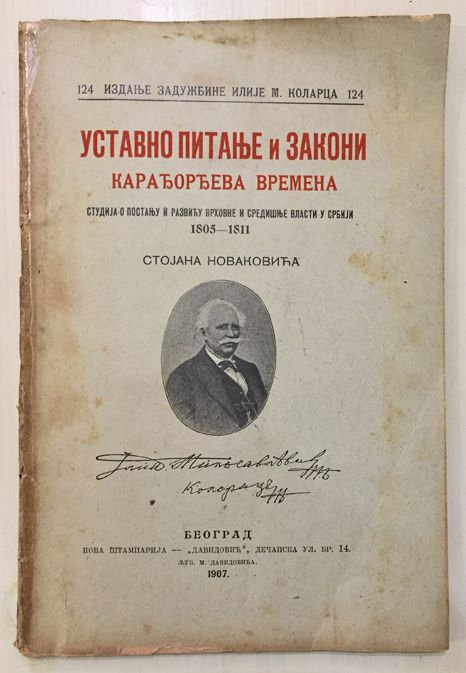 124 ИЗДАЊЕ ЗАДУЖБИНЕ ИЛИЈЕ М. КОЛАРЦА 124
УСТАВНО ПИТАЊЕ И ЗАКОНИ
КАРАЂОРЂЕВА ВРЕМЕНА
СТУДИЈА О ПОСТАЊУ И РАЗВИЋУ ВРХОВНЕ И СРЕДИШЊЕ ВЛАСТИ У СРБИЈИ
1805—1811
СТОЈАНА НОВАКОВИЋА
БЕОГРАД
НОВА ШТАМПАРИЈА — „ДАВИДОВИЋ", ДЕЧАНСКА УЛ. БР. 14.
ЉУБ. М. ДАВИДОВИЋА.
1907.